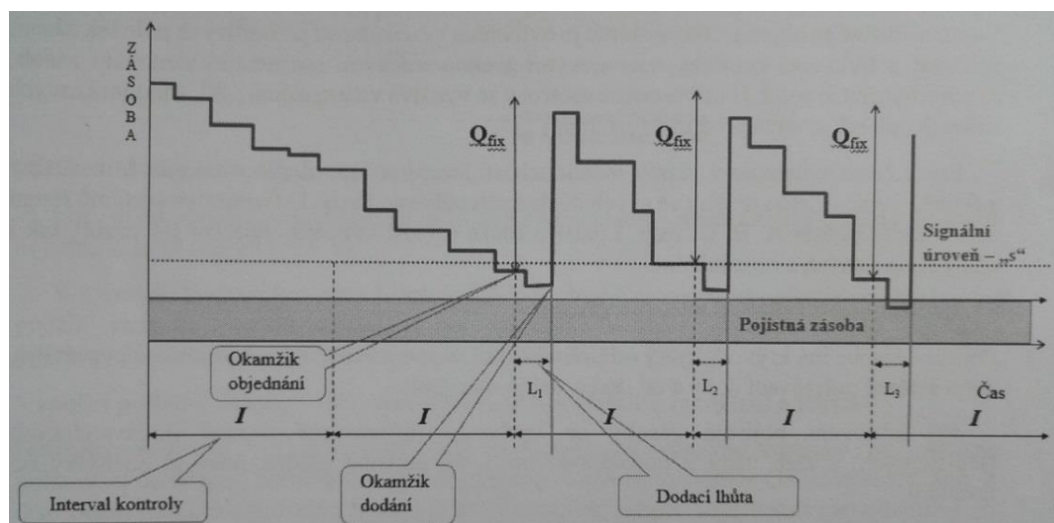 ZÁSOBA
Qfix
Qfix
Qfix
Signální
úroveň – „s“
Pojistná zásoba
Okamžik
objednání
L1
L2
L3
Čas
I
I
I
I
I
Interval kontroly
Okamžik
dodání
Dodací lhůta